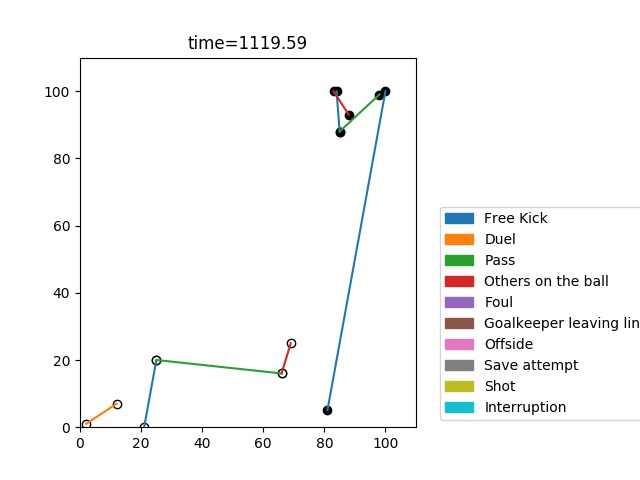 time=1119.59
100
80
60
40
20
0
0 20 40 60 80 100
Free Kick
Duel
Pass
Others on the ball
Foul
Goalkeeper leaving lin
Offside
Save attempt
Shot
Interruption